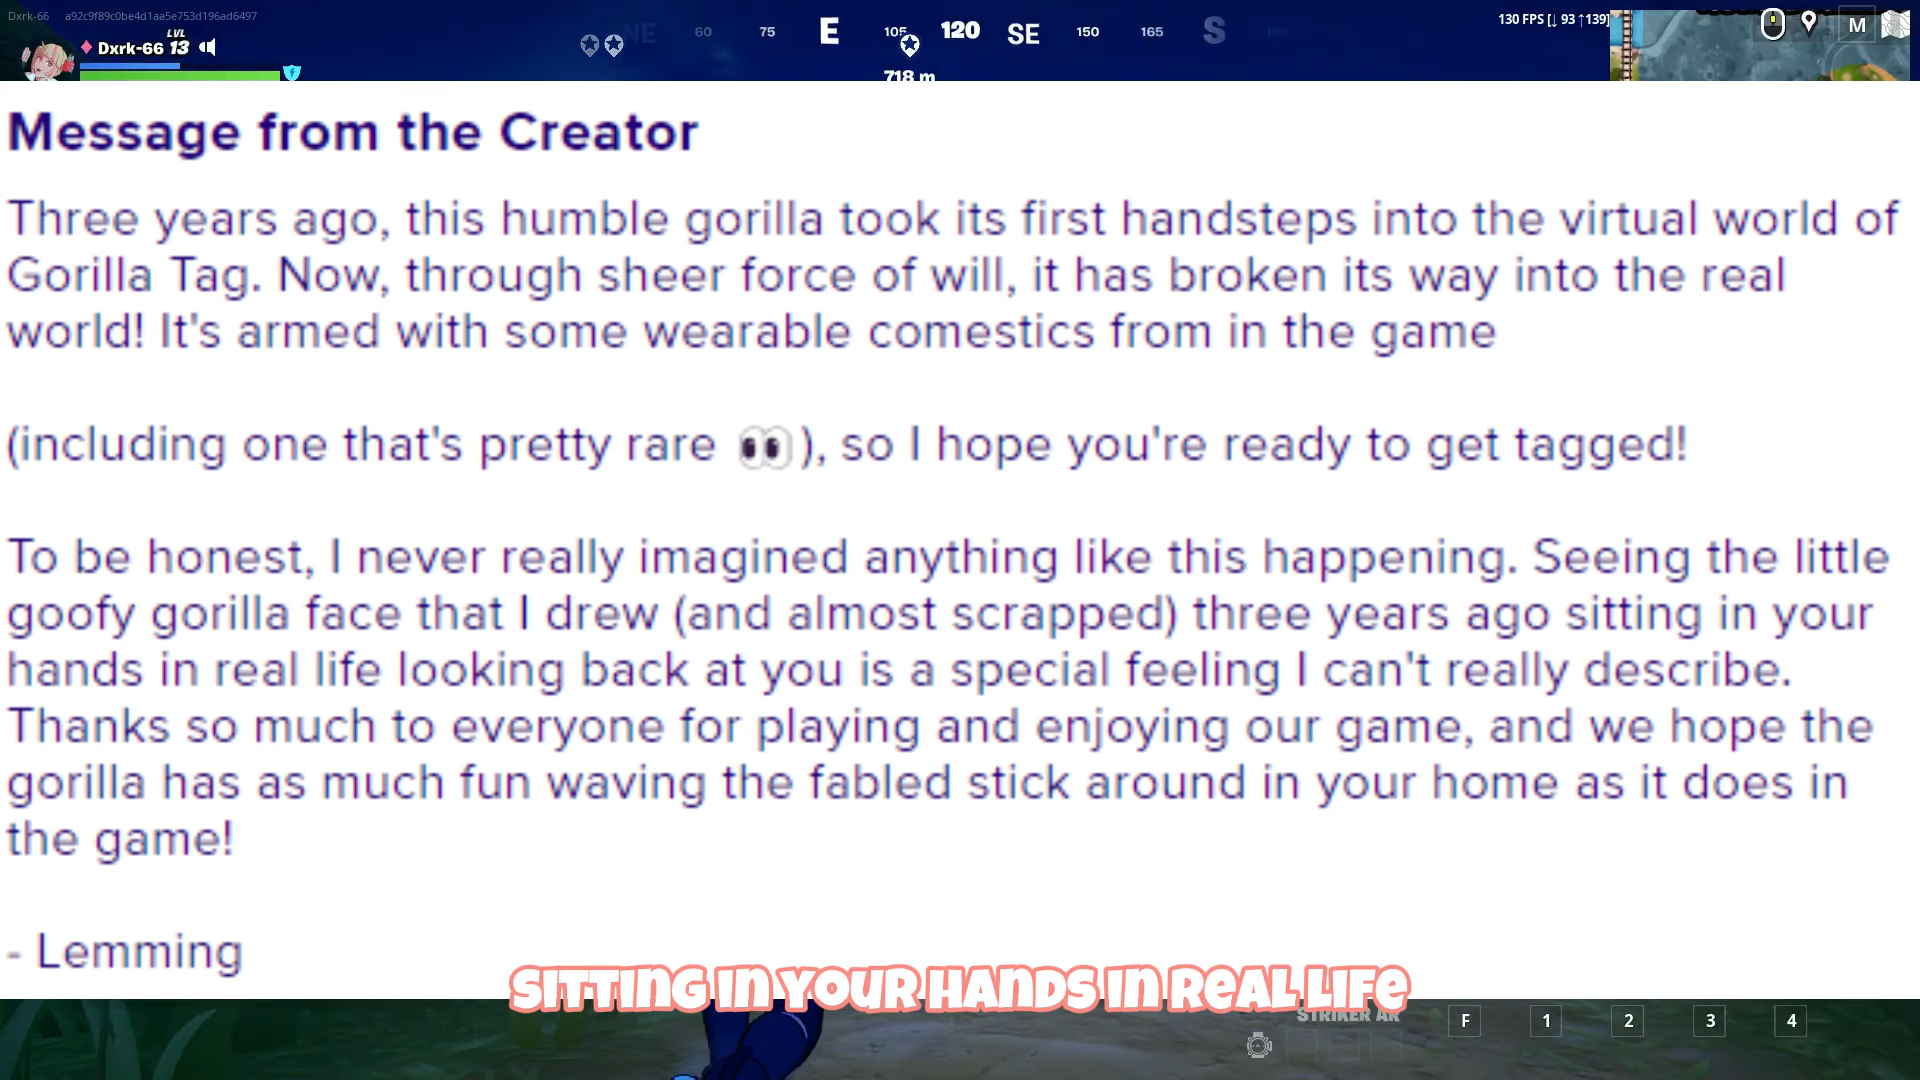 Dxrk-66 a92c9f89c0be4d1aa5e753d196ad6497
LVL
Dxrk-66 13
NE 60 75 E 105 120 SE 150 165 S
718 m
130 FPS [↓ 93 ↑139]
M
Message from the Creator
Three years ago, this humble gorilla took its first handsteps into the virtual world of
Gorilla Tag. Now, through sheer force of will, it has broken its way into the real
world! It's armed with some wearable comestics from in the game
(including one that's pretty rare 👀), so I hope you're ready to get tagged!
To be honest, I never really imagined anything like this happening. Seeing the little
goofy gorilla face that I drew (and almost scrapped) three years ago sitting in your
hands in real life looking back at you is a special feeling I can't really describe.
Thanks so much to everyone for playing and enjoying our game, and we hope the
gorilla has as much fun waving the fabled stick around in your home as it does in
the game!
- Lemming
SITTING IN YOUR HANDS IN REAL LIFE
STRIKER AR
F 1 2 3 4